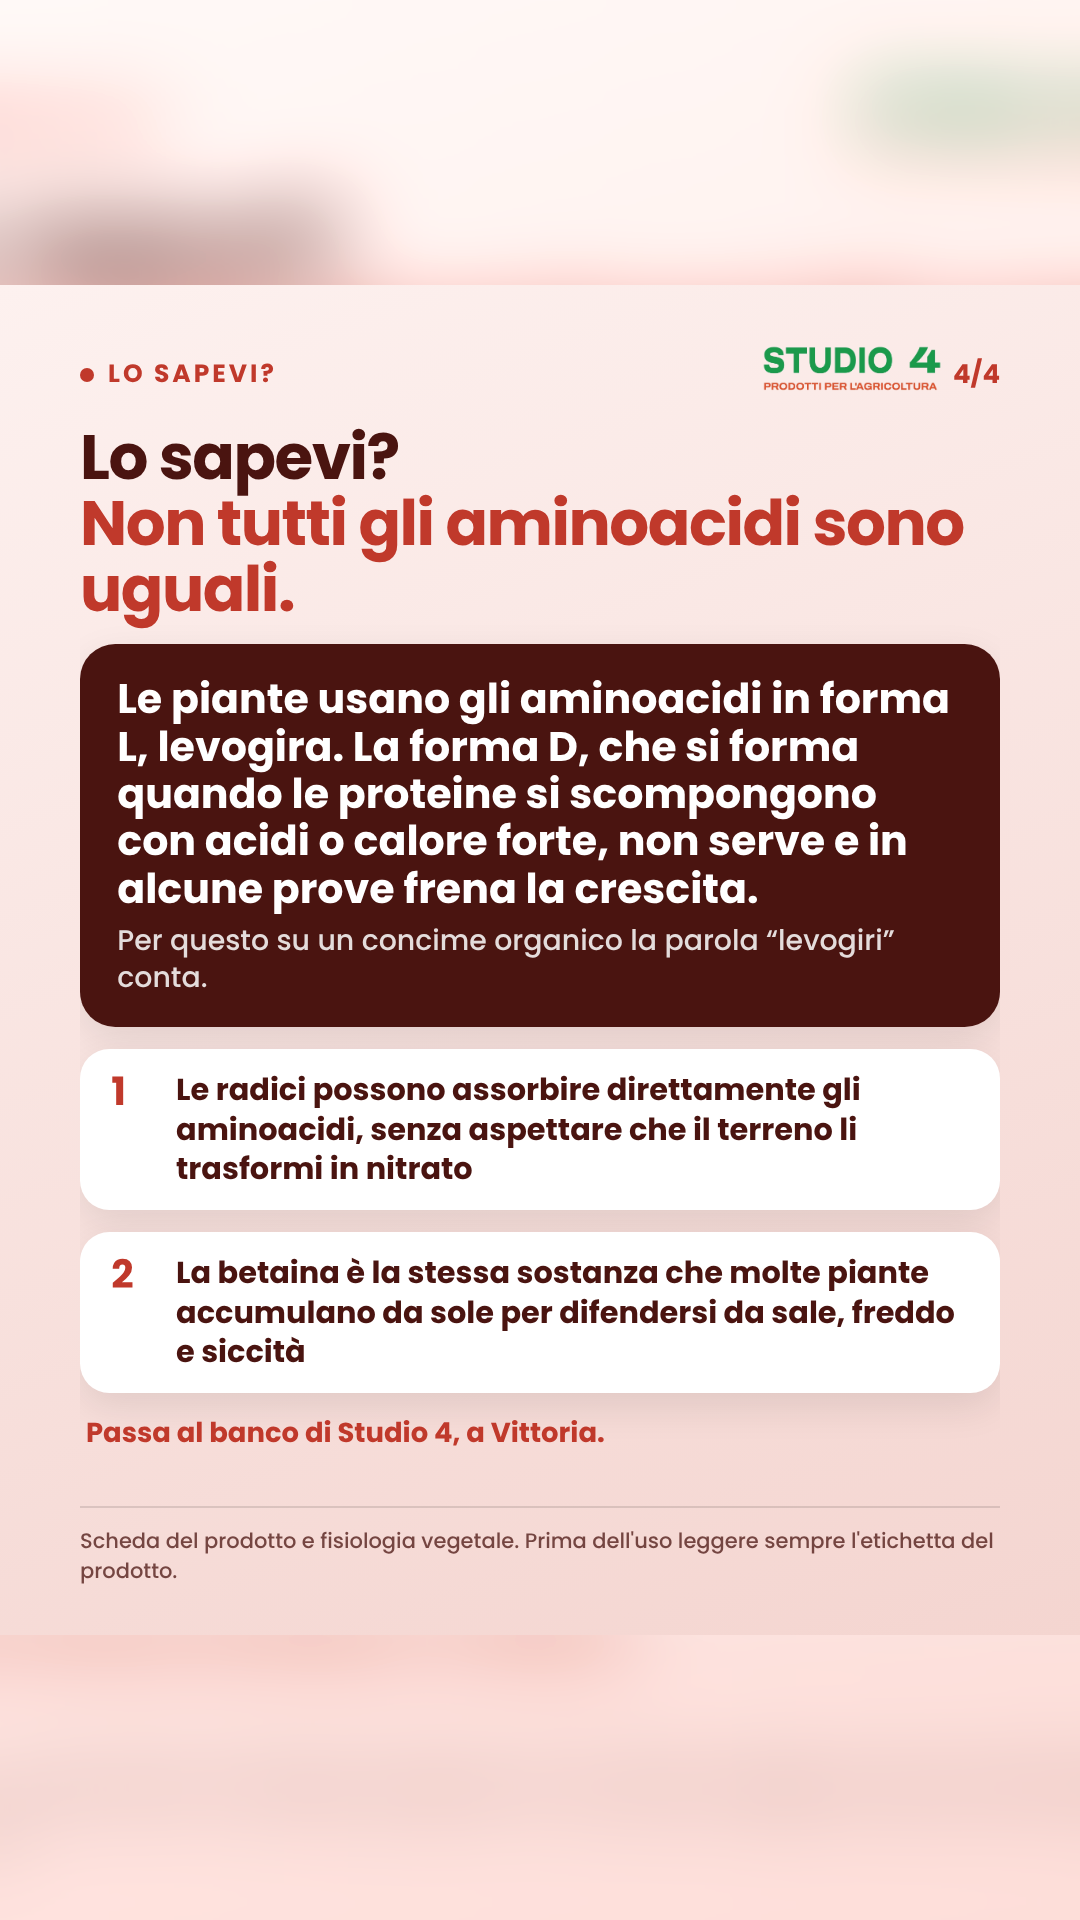 LO SAPEVI?
STUDIO 4
PRODOTTI PER L'AGRICOLTURA
4/4
Lo sapevi?
Non tutti gli aminoacidi sono
uguali.
Le piante usano gli aminoacidi in forma
L, levogira. La forma D, che si forma
quando le proteine si scompongono
con acidi o calore forte, non serve e in
alcune prove frena la crescita.
Per questo su un concime organico la parola “levogiri”
conta.
1
Le radici possono assorbire direttamente gli
aminoacidi, senza aspettare che il terreno li
trasformi in nitrato
2
La betaina è la stessa sostanza che molte piante
accumulano da sole per difendersi da sale, freddo
e siccità
Passa al banco di Studio 4, a Vittoria.
Scheda del prodotto e fisiologia vegetale. Prima dell'uso leggere sempre l'etichetta del
prodotto.